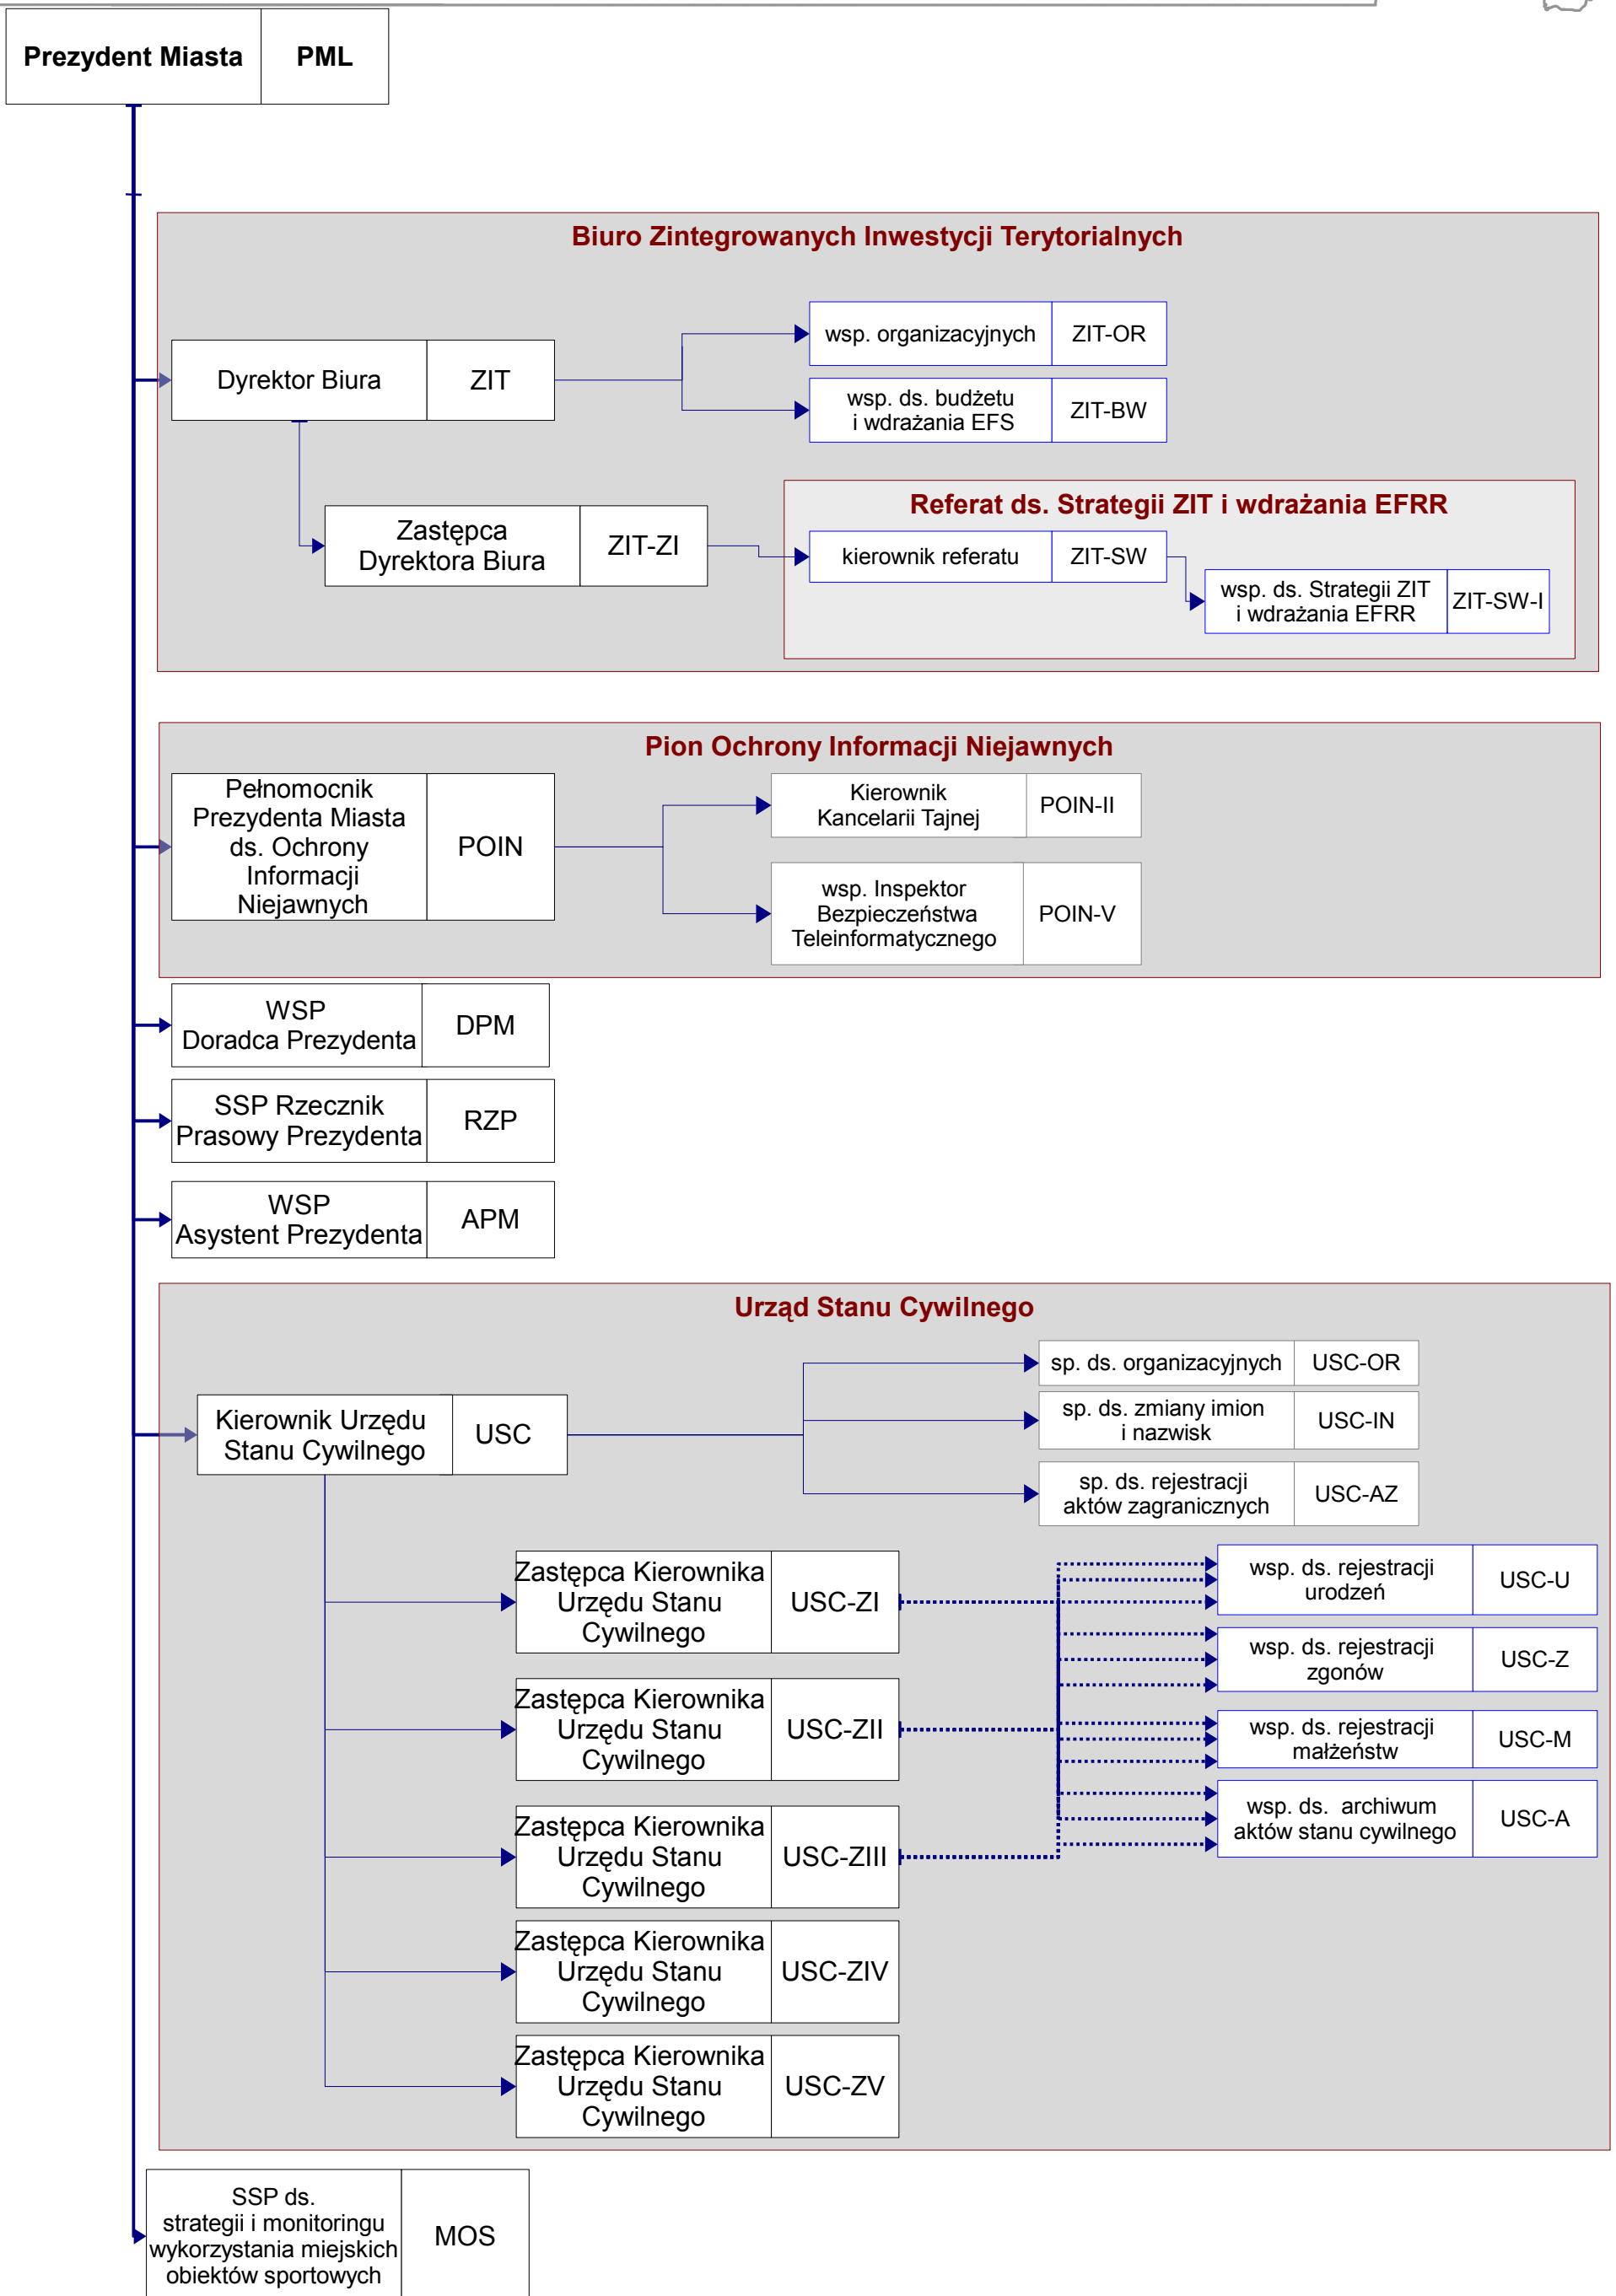 Prezydent Miasta PML
Biuro Zintegrowanych Inwestycji Terytorialnych
wsp. organizacyjnych ZIT-OR
Dyrektor Biura ZIT
wsp. ds. budżetu
i wdrażania EFS
ZIT-BW
Referat ds. Strategii ZIT i wdrażania EFRR
Zastępca
Dyrektora Biura
ZIT-ZI
kierownik referatu ZIT-SW
wsp. ds. Strategii ZIT
i wdrażania EFRR
ZIT-SW-I
Pion Ochrony Informacji Niejawnych
Pełnomocnik
Prezydenta Miasta
ds. Ochrony
Informacji
Niejawnych
POIN
Kierownik
Kancelarii Tajnej
POIN-II
wsp. Inspektor
Bezpieczeństwa
Teleinformatycznego
POIN-V
WSP
Doradca Prezydenta
DPM
SSP Rzecznik
Prasowy Prezydenta
RZP
WSP
Asystent Prezydenta
APM
Urząd Stanu Cywilnego
sp. ds. organizacyjnych USC-OR
sp. ds. zmiany imion
i nazwisk
USC-IN
Kierownik Urzędu
Stanu Cywilnego
USC
sp. ds. rejestracji
aktów zagranicznych
USC-AZ
Zastępca Kierownika
Urzędu Stanu
Cywilnego
USC-ZI
wsp. ds. rejestracji
urodzeń
USC-U
wsp. ds. rejestracji
zgonów
USC-Z
Zastępca Kierownika
Urzędu Stanu
Cywilnego
USC-ZII
wsp. ds. rejestracji
małżeństw
USC-M
wsp. ds. archiwum
aktów stanu cywilnego
USC-A
Zastępca Kierownika
Urzędu Stanu
Cywilnego
USC-ZIII
Zastępca Kierownika
Urzędu Stanu
Cywilnego
USC-ZIV
Zastępca Kierownika
Urzędu Stanu
Cywilnego
USC-ZV
SSP ds.
strategii i monitoringu
wykorzystania miejskich
obiektów sportowych
MOS